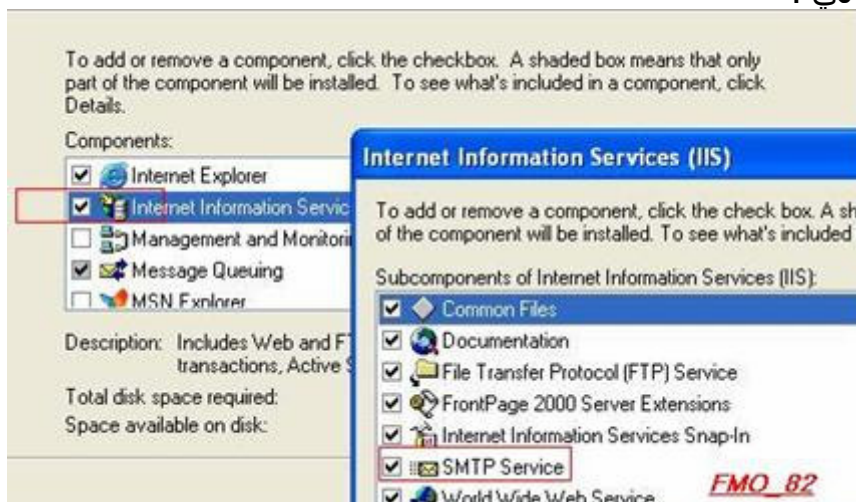 To add or remove a component, click the checkbox. A shaded box means that only
part of the component will be installed. To see what's included in a component, click
Details.
Components:
Internet Explorer
Internet Information Servic
Management and Monitori
Message Queuing
MSN Explorer
Description: Includes Web and F
transactions, Active S
Total disk space required:
Space available on disk:
Internet Information Services (IIS)
To add or remove a component, click the check box. A sh
of the component will be installed. To see what's included
Subcomponents of Internet Information Services (IIS):
Common Files
Documentation
File Transfer Protocol (FTP) Service
FrontPage 2000 Server Extensions
Internet Information Services Snap-In
SMTP Service
World Wide Web Service
FMO_82